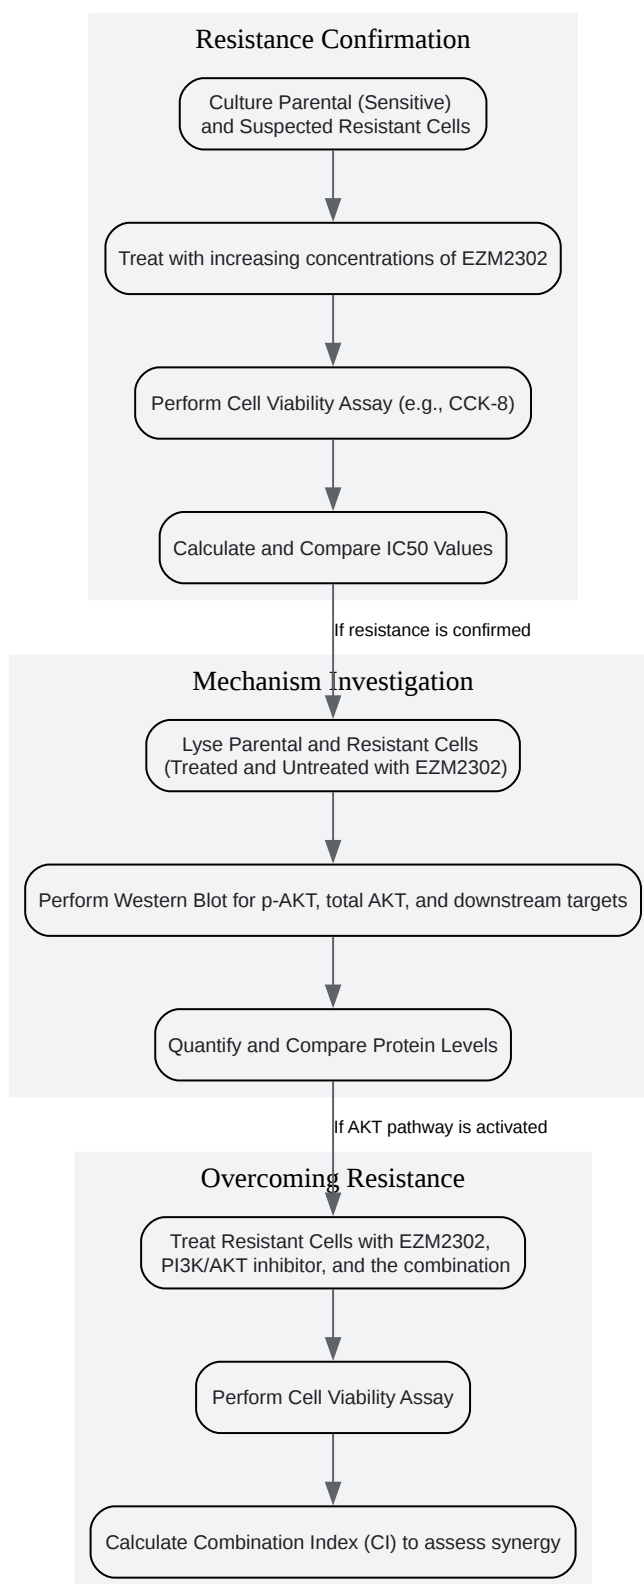 Resistance Confirmation
Culture Parental (Sensitive)
and Suspected Resistant Cells
Treat with increasing concentrations of EZM2302
Perform Cell Viability Assay (e.g., CCK-8)
Calculate and Compare IC50 Values
If resistance is confirmed
Mechanism Investigation
Lyse Parental and Resistant Cells
(Treated and Untreated with EZM2302)
Perform Western Blot for p-AKT, total AKT, and downstream targets
Quantify and Compare Protein Levels
If AKT pathway is activated
Overcoming Resistance
Treat Resistant Cells with EZM2302,
PI3K/AKT inhibitor, and the combination
Perform Cell Viability Assay
Calculate Combination Index (CI) to assess synergy